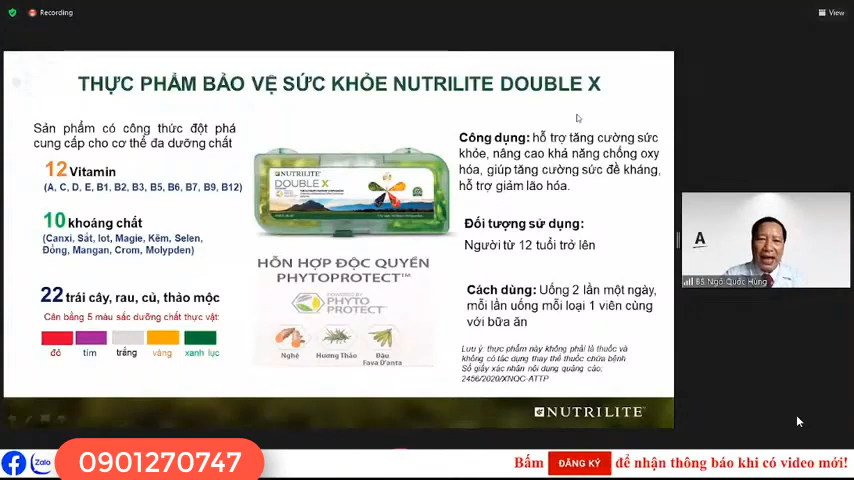 Recording
View
THỰC PHẨM BẢO VỆ SỨC KHỎE NUTRILITE DOUBLE X
Sản phẩm có công thức đột phá
cung cấp cho cơ thể đa dưỡng chất
12 Vitamin
(A, C, D, E, B1, B2, B3, B5, B6, B7, B9, B12)
10 khoáng chất
(Canxi, Sắt, Iot, Magie, Kẽm, Selen,
Đồng, Mangan, Crom, Molypden)
22 trái cây, rau, củ, thảo mộc
Cân bằng 5 màu sắc dưỡng chất thực vật:
đỏ
tím
trắng
vàng
xanh lục
NUTRILITE
DOUBLE X
HỖN HỢP ĐỘC QUYỀN
PHYTOPROTECT™
POWERED BY
PHYTO
PROTECT
Nghệ
Hương Thảo
Đậu
Fava D'anta
Công dụng: hỗ trợ tăng cường sức
khỏe, nâng cao khả năng chống oxy
hóa, giúp tăng cường sức đề kháng,
hỗ trợ giảm lão hóa.
Đối tượng sử dụng:
Người từ 12 tuổi trở lên
Cách dùng: Uống 2 lần một ngày,
mỗi lần uống mỗi loại 1 viên cùng
với bữa ăn
Lưu ý: thực phẩm này không phải là thuốc và
không có tác dụng thay thế thuốc chữa bệnh
Số giấy xác nhận nội dung quảng cáo:
2456/2020/XNQC-ATTP
NUTRILITE
A
BS Ngô Quốc Hùng
Zalo
0901270747
Bấm ĐĂNG KÝ để nhận thông báo khi có video mới!